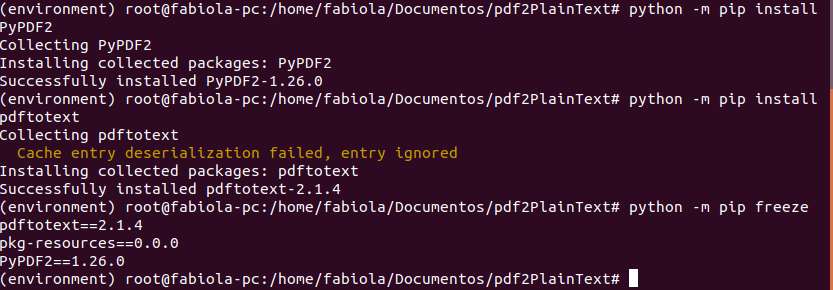 (environment) root@fabiola-pc:/home/fabiola/Documentos/pdf2PlainText# python -m pip install
PyPDF2
Collecting PyPDF2
Installing collected packages: PyPDF2
Successfully installed PyPDF2-1.26.0
(environment) root@fabiola-pc:/home/fabiola/Documentos/pdf2PlainText# python -m pip install
pdftotext
Collecting pdftotext
  Cache entry deserialization failed, entry ignored
Installing collected packages: pdftotext
Successfully installed pdftotext-2.1.4
(environment) root@fabiola-pc:/home/fabiola/Documentos/pdf2PlainText# python -m pip freeze
pdftotext==2.1.4
pkg-resources==0.0.0
PyPDF2==1.26.0
(environment) root@fabiola-pc:/home/fabiola/Documentos/pdf2PlainText#